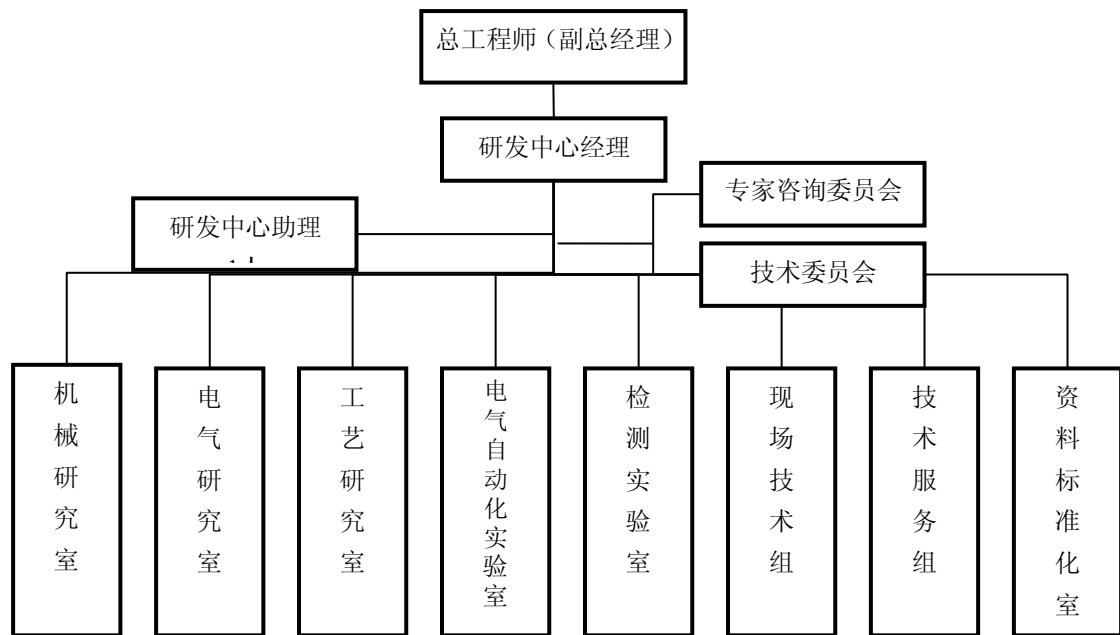 总工程师（副总经理）
研发中心经理
专家咨询委员会
研发中心助理
技术委员会
机械研究室
电气研究室
工艺研究室
电气自动化实验室
检测实验室
现场技术组
技术服务组
资料标准化室